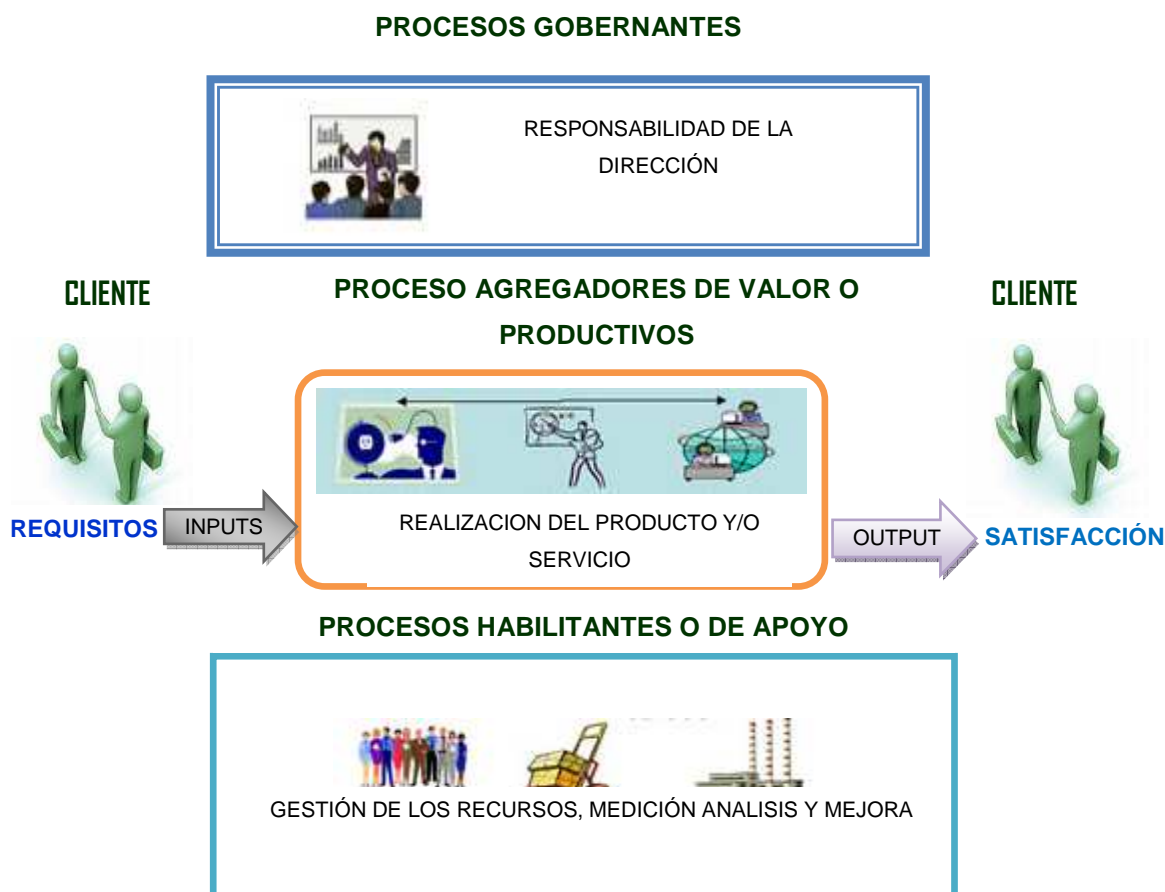 PROCESOS GOBERNANTES
RESPONSABILIDAD DE LA
DIRECCIÓN
CLIENTE
PROCESO AGREGADORES DE VALOR O
PRODUCTIVOS
CLIENTE
REQUISITOS
INPUTS
REALIZACION DEL PRODUCTO Y/O
SERVICIO
OUTPUT
SATISFACCIÓN
PROCESOS HABILITANTES O DE APOYO
GESTIÓN DE LOS RECURSOS, MEDICIÓN ANALISIS Y MEJORA